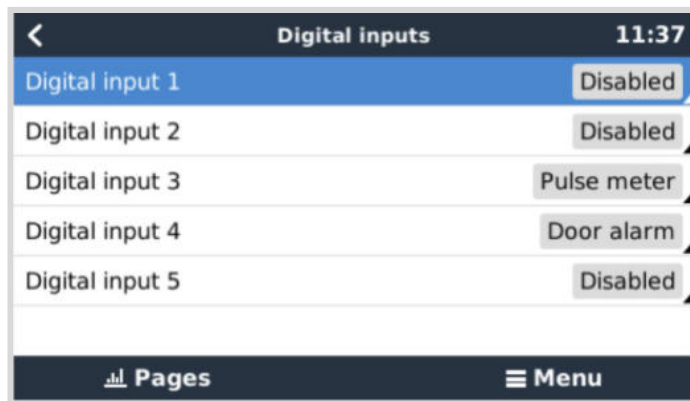 Digital inputs 11:37
Digital input 1 Disabled
Digital input 2 Disabled
Digital input 3 Pulse meter
Digital input 4 Door alarm
Digital input 5 Disabled
Pages Menu